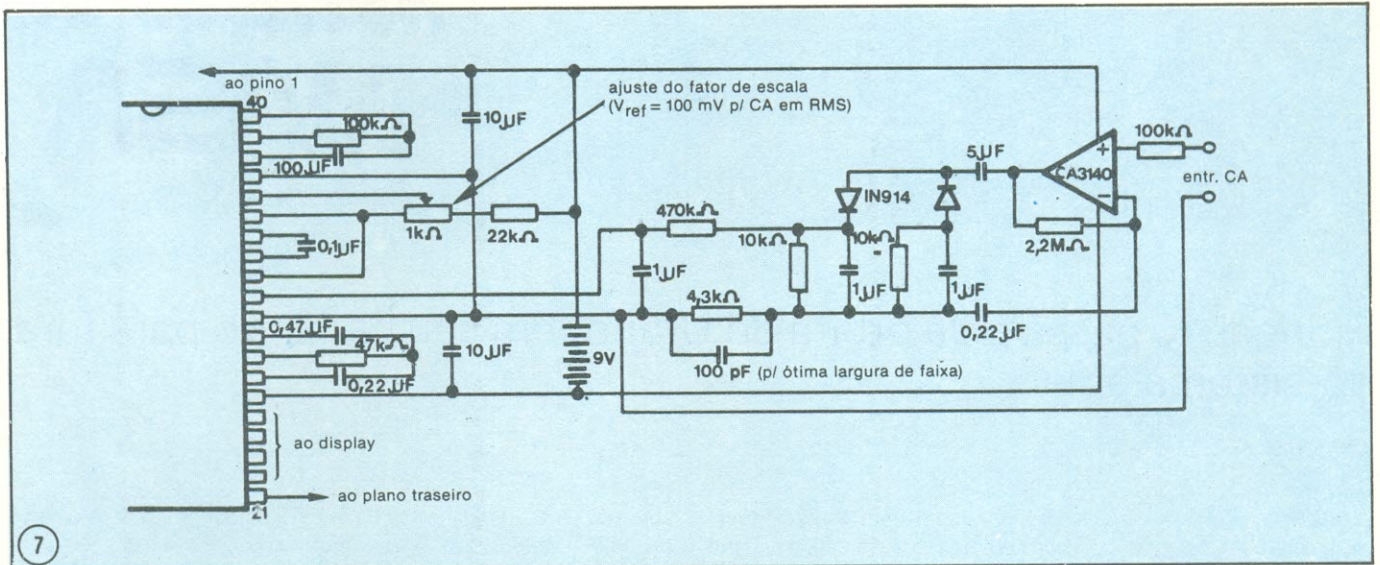 ao pino 1
ajuste do fator de escala
(Vref = 100 mV p/ CA em RMS)
40
100kΩ
100µF
10µF
5µF
100kΩ
CA3140
+
-
entr. CA
IN914
470kΩ
10kΩ
10kΩ
2,2MΩ
1kΩ
22kΩ
0,1µF
1µF
4,3kΩ
1µF
1µF
0,22µF
0,47µF
47kΩ
0,22µF
10µF
9V
100 pF (p/ ótima largura de faixa)
ao display
ao plano traseiro
21
7